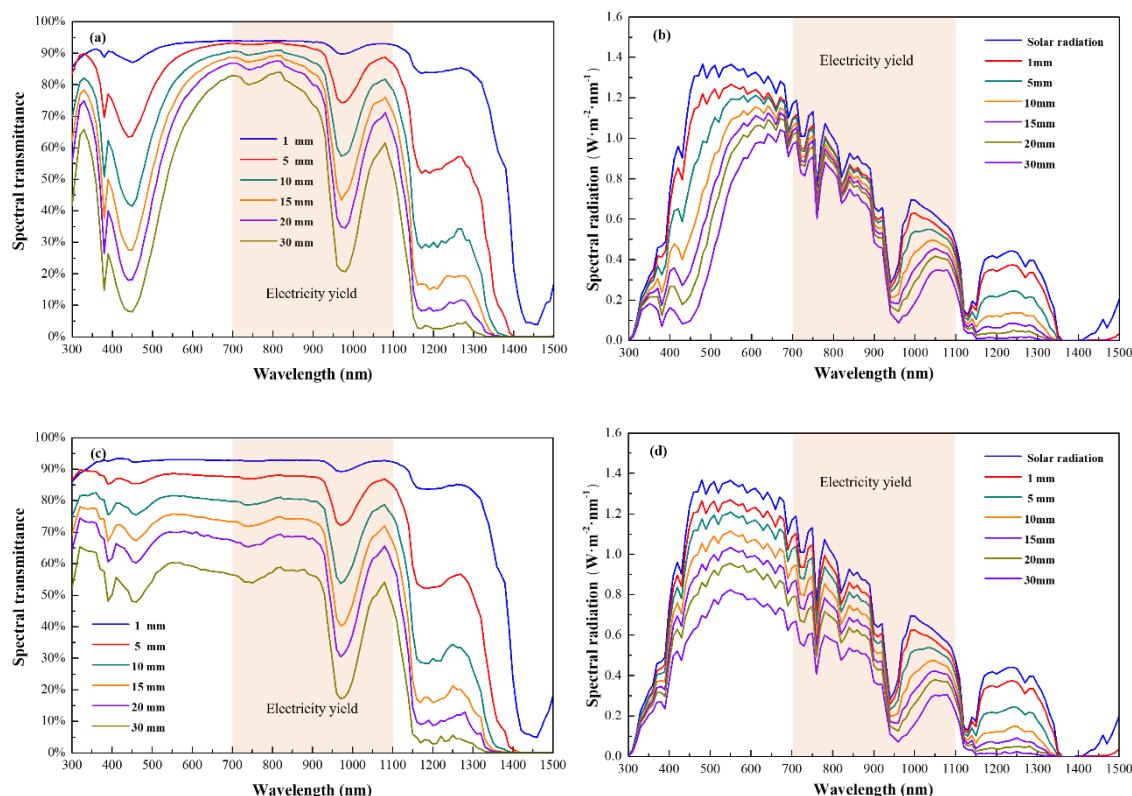 (a)
100%
90%
80%
70%
60%
50%
40%
30%
20%
10%
0%
Spectral transmittance
1 mm
5 mm
10 mm
15 mm
20 mm
30 mm
Electricity yield
300 400 500 600 700 800 900 1000 1100 1200 1300 1400 1500
Wavelength (nm)
(b)
1.6
1.4
1.2
1.0
0.8
0.6
0.4
0.2
0.0
Spectral radiation (W·m⁻²·nm⁻¹)
Electricity yield
Solar radiation
1mm
5mm
10mm
15mm
20mm
30mm
300 400 500 600 700 800 900 1000 1100 1200 1300 1400 1500
Wavelength (nm)
(c)
100%
90%
80%
70%
60%
50%
40%
30%
20%
10%
0%
Spectral transmittance
1 mm
5 mm
10 mm
15 mm
20 mm
30 mm
Electricity yield
300 400 500 600 700 800 900 1000 1100 1200 1300 1400 1500
Wavelength (nm)
(d)
1.6
1.4
1.2
1.0
0.8
0.6
0.4
0.2
0.0
Spectral radiation (W·m⁻²·nm⁻¹)
Electricity yield
Solar radiation
1 mm
5 mm
10mm
15mm
20mm
30mm
300 400 500 600 700 800 900 1000 1100 1200 1300 1400 1500
Wavelength (nm)